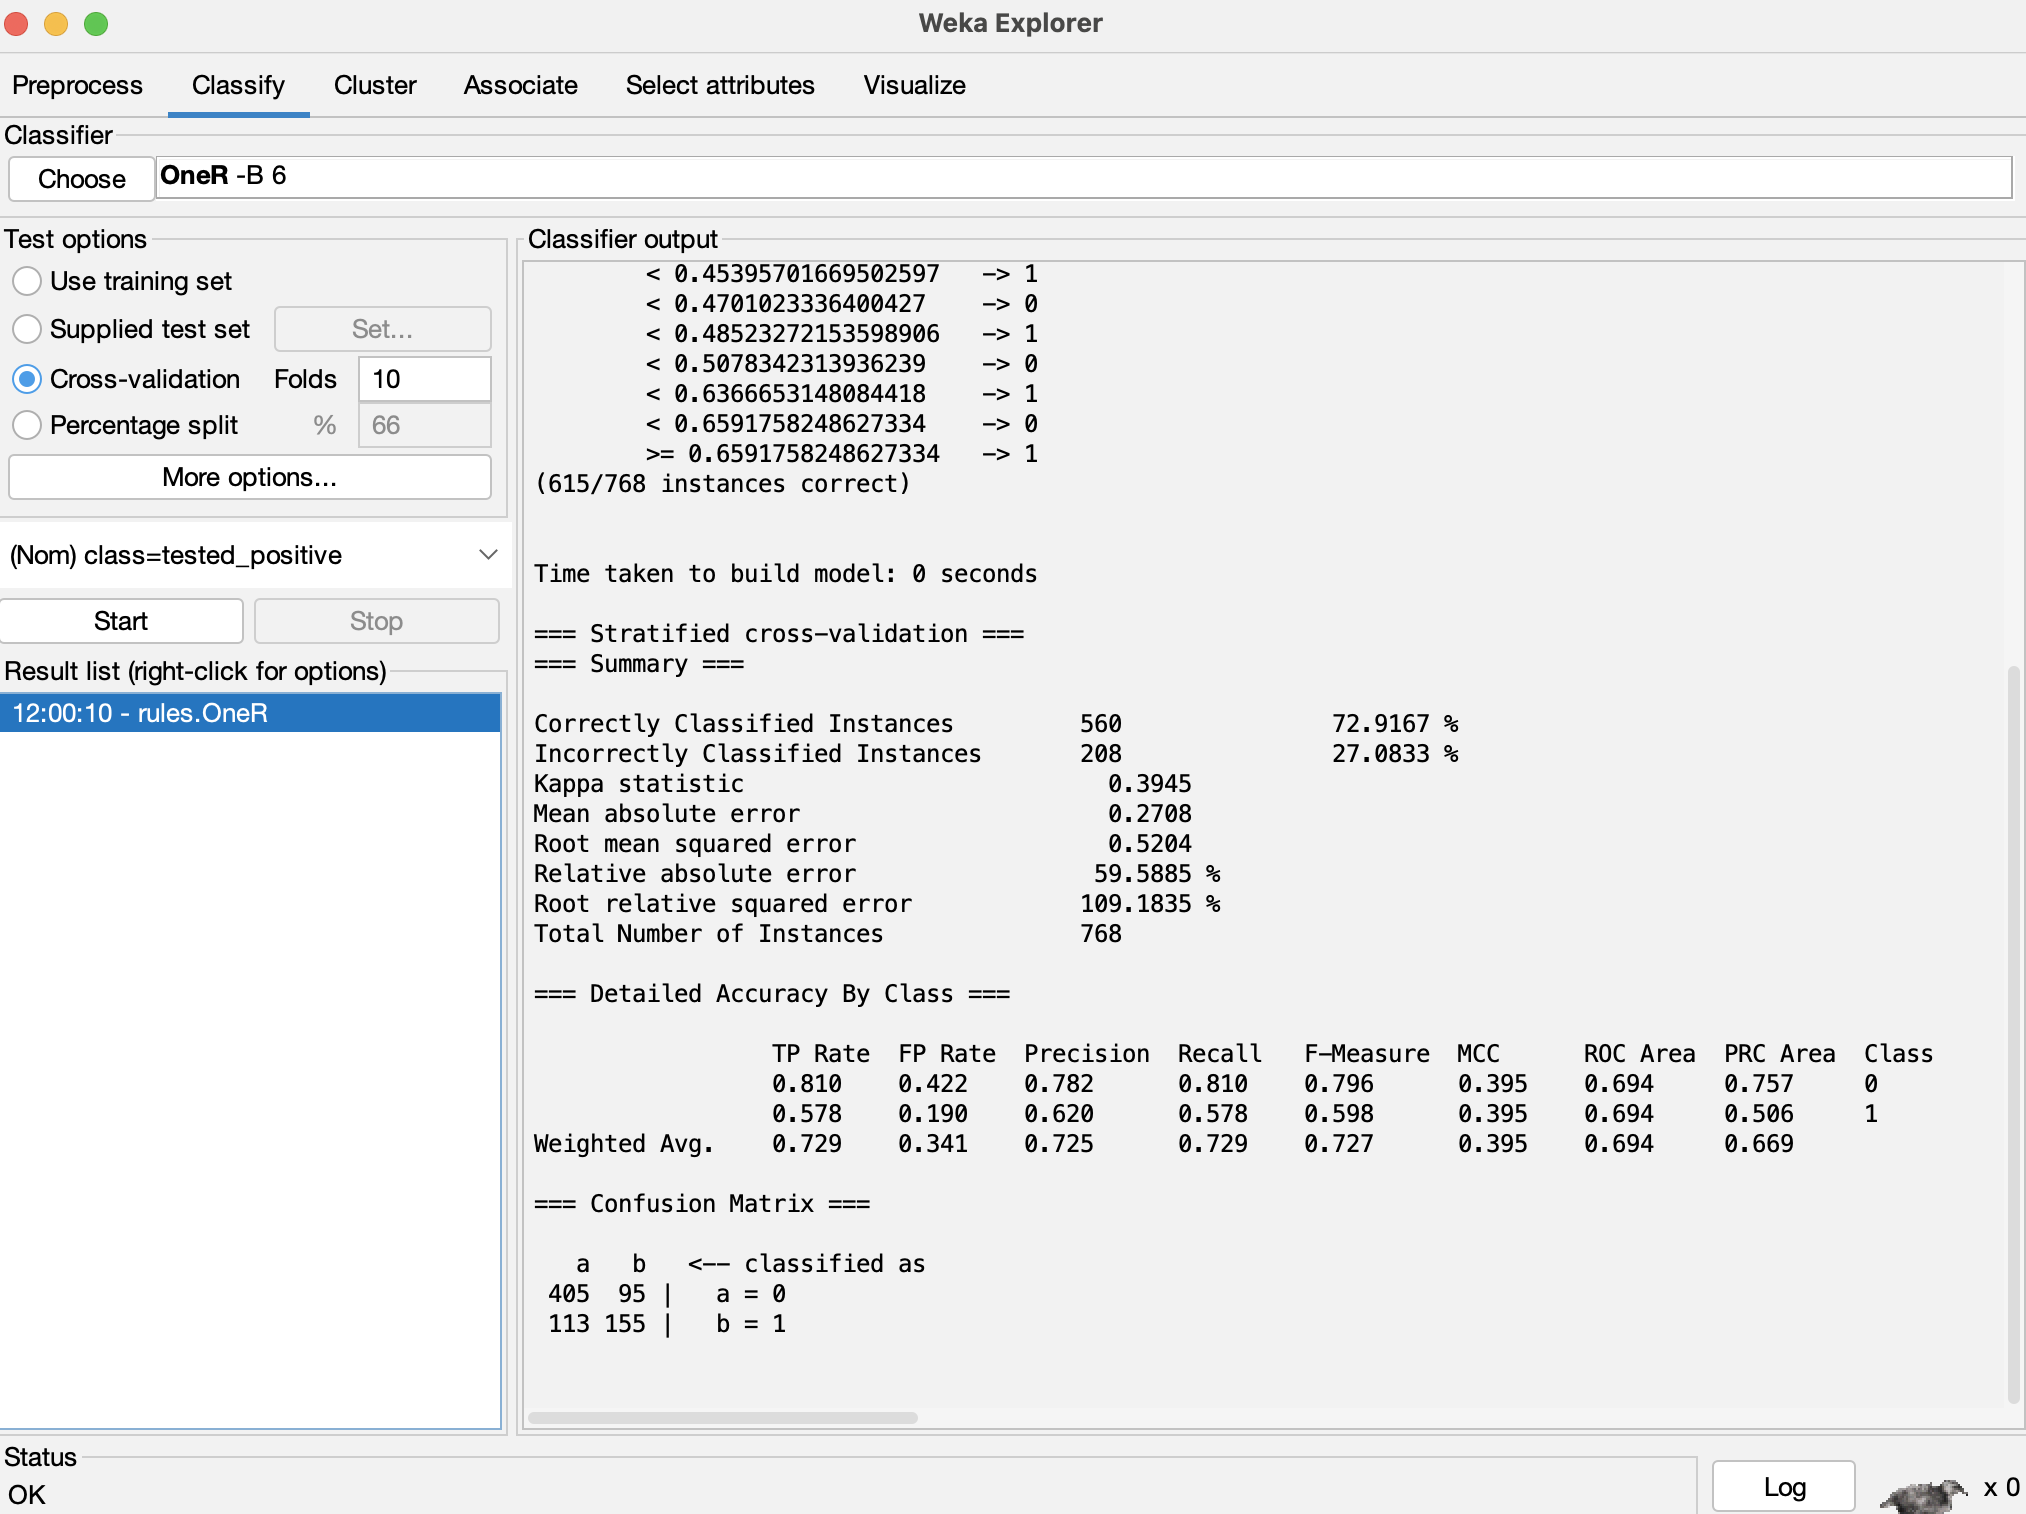 Weka Explorer
Preprocess Classify Cluster Associate Select attributes Visualize
Classifier
Choose OneR -B 6
Test options
Use training set
Supplied test set Set...
Cross-validation Folds 10
Percentage split % 66
More options...
(Nom) class=tested_positive
Start Stop
Result list (right-click for options)
12:00:10 - rules.OneR
Classifier output
< 0.45395701669502597 -> 1
< 0.4701023336400427 -> 0
< 0.48523272153598906 -> 1
< 0.5078342313936239 -> 0
< 0.6366653148084418 -> 1
< 0.6591758248627334 -> 0
>= 0.6591758248627334 -> 1
(615/768 instances correct)
Time taken to build model: 0 seconds
=== Stratified cross-validation ===
=== Summary ===
Correctly Classified Instances 560 72.9167 %
Incorrectly Classified Instances 208 27.0833 %
Kappa statistic 0.3945
Mean absolute error 0.2708
Root mean squared error 0.5204
Relative absolute error 59.5885 %
Root relative squared error 109.1835 %
Total Number of Instances 768
=== Detailed Accuracy By Class ===
TP Rate FP Rate Precision Recall F-Measure MCC ROC Area PRC Area Class
0.810 0.422 0.782 0.810 0.796 0.395 0.694 0.757 0
0.578 0.190 0.620 0.578 0.598 0.395 0.694 0.506 1
Weighted Avg. 0.729 0.341 0.725 0.729 0.727 0.395 0.694 0.669
=== Confusion Matrix ===
a b <-- classified as
405 95 | a = 0
113 155 | b = 1
Status
OK
Log x 0